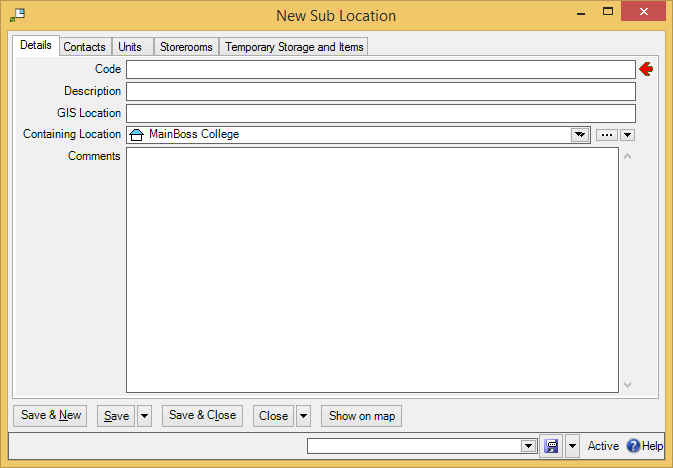 New Sub Location
Details Contacts Units Storerooms Temporary Storage and Items
Code
Description
GIS Location
Containing Location MainBoss College ...
Comments
Save & New Save Save & Close Close Show on map
Active ? Help